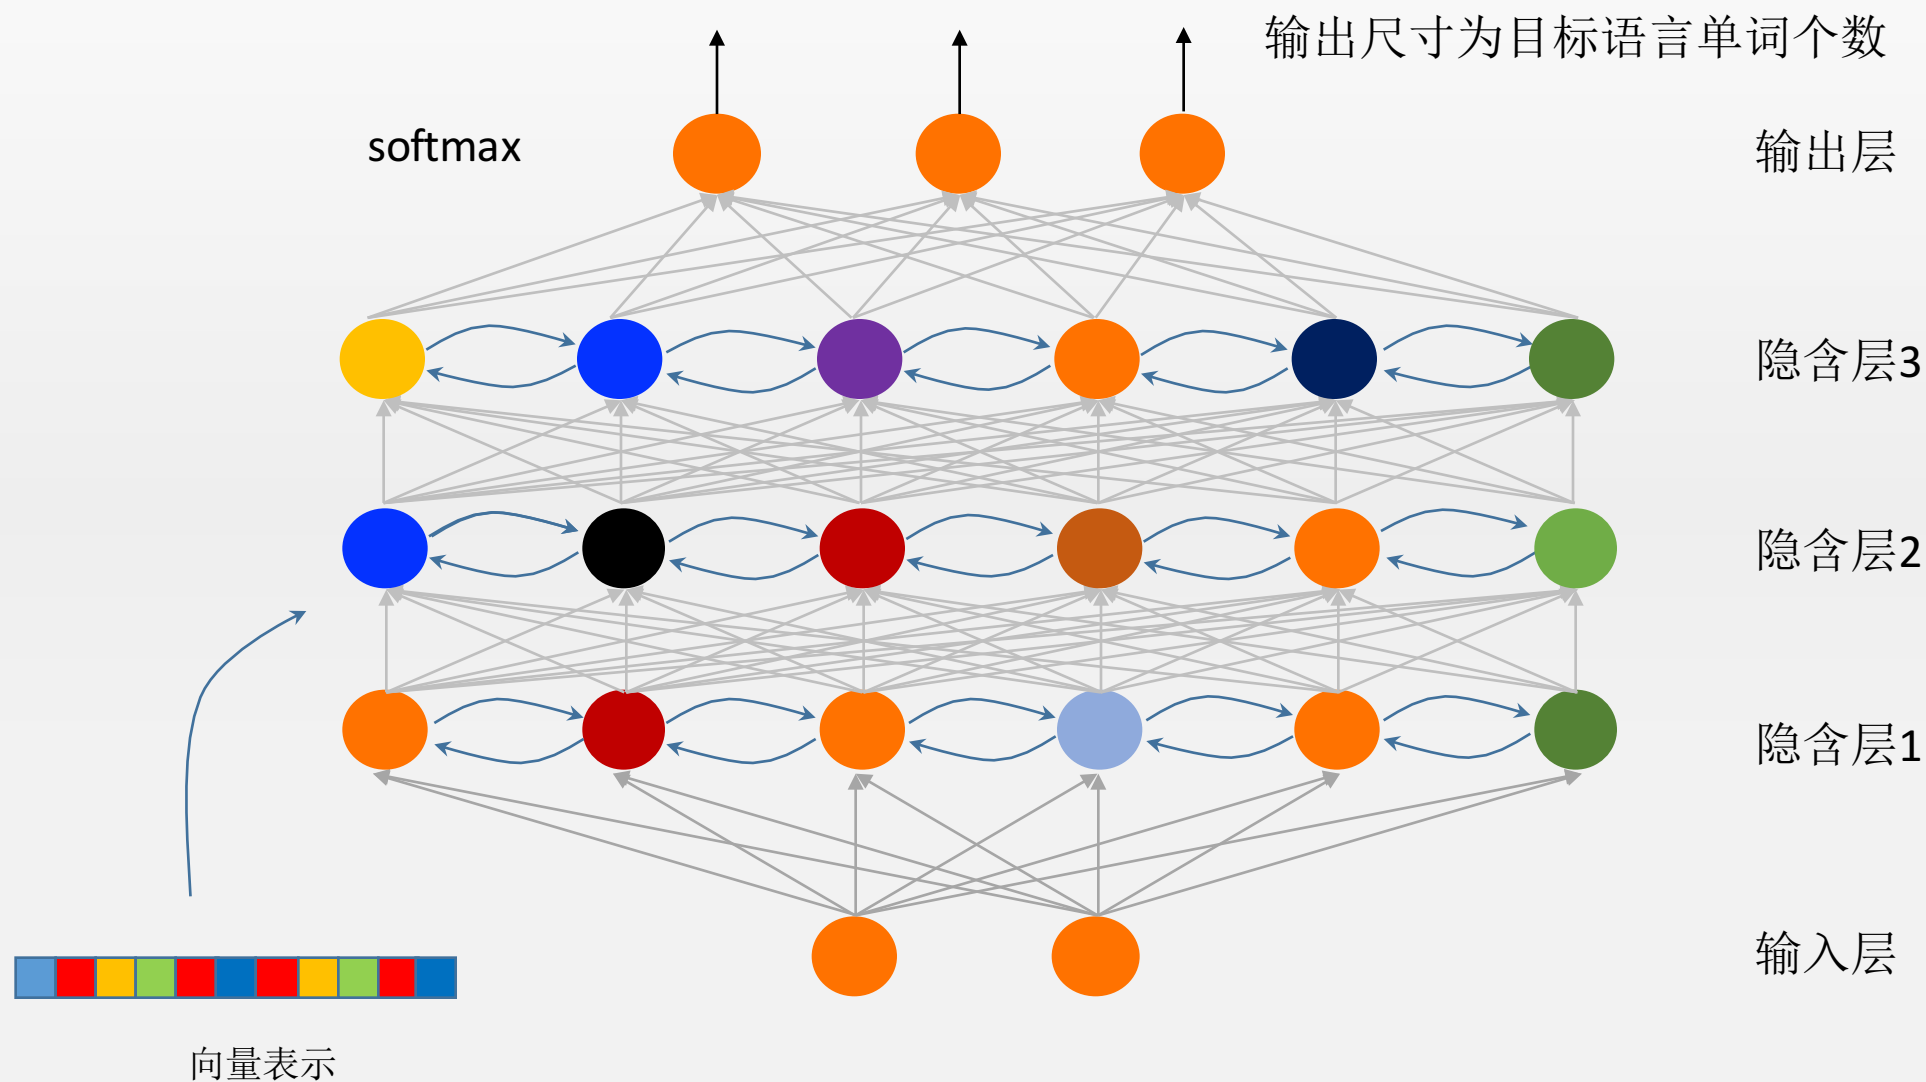 输出尺寸为目标语言单词个数
softmax
输出层
隐含层3
隐含层2
隐含层1
输入层
向量表示